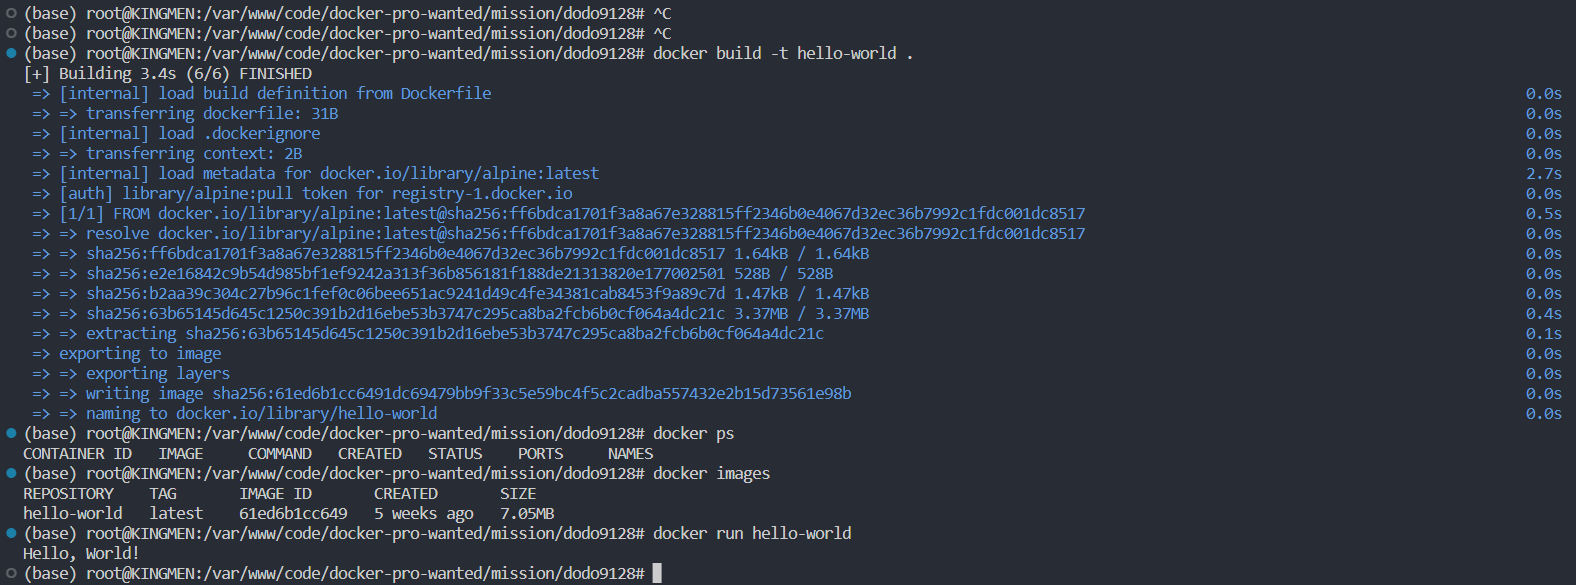 (base) root@KINGMEN:/var/www/code/docker-pro-wanted/mission/dodo9128# ^C
(base) root@KINGMEN:/var/www/code/docker-pro-wanted/mission/dodo9128# ^C
(base) root@KINGMEN:/var/www/code/docker-pro-wanted/mission/dodo9128# docker build -t hello-world .
[+] Building 3.4s (6/6) FINISHED
=> [internal] load build definition from Dockerfile 0.0s
=> => transferring dockerfile: 31B 0.0s
=> [internal] load .dockerignore 0.0s
=> => transferring context: 2B 0.0s
=> [internal] load metadata for docker.io/library/alpine:latest 2.7s
=> [auth] library/alpine:pull token for registry-1.docker.io 0.0s
=> [1/1] FROM docker.io/library/alpine:latest@sha256:ff6bdca1701f3a8a67e328815ff2346b0e4067d32ec36b7992c1fdc001dc8517 0.5s
=> => resolve docker.io/library/alpine:latest@sha256:ff6bdca1701f3a8a67e328815ff2346b0e4067d32ec36b7992c1fdc001dc8517 0.0s
=> => sha256:ff6bdca1701f3a8a67e328815ff2346b0e4067d32ec36b7992c1fdc001dc8517 1.64kB / 1.64kB 0.0s
=> => sha256:e2e16842c9b54d985bf1ef9242a313f36b856181f188de21313820e177002501 528B / 528B 0.0s
=> => sha256:b2aa39c304c27b96c1fef0c06bee651ac9241d49c4fe34381cab8453f9a89c7d 1.47kB / 1.47kB 0.0s
=> => sha256:63b65145d645c1250c391b2d16ebe53b3747c295ca8ba2fcb6b0cf064a4dc21c 3.37MB / 3.37MB 0.4s
=> => extracting sha256:63b65145d645c1250c391b2d16ebe53b3747c295ca8ba2fcb6b0cf064a4dc21c 0.1s
=> exporting to image 0.0s
=> => exporting layers 0.0s
=> => writing image sha256:61ed6b1cc6491dc69479bb9f33c5e59bc4f5c2cadba557432e2b15d73561e98b 0.0s
=> => naming to docker.io/library/hello-world 0.0s
(base) root@KINGMEN:/var/www/code/docker-pro-wanted/mission/dodo9128# docker ps
CONTAINER ID   IMAGE     COMMAND   CREATED   STATUS    PORTS     NAMES
(base) root@KINGMEN:/var/www/code/docker-pro-wanted/mission/dodo9128# docker images
REPOSITORY    TAG       IMAGE ID       CREATED       SIZE
hello-world   latest    61ed6b1cc649   5 weeks ago   7.05MB
(base) root@KINGMEN:/var/www/code/docker-pro-wanted/mission/dodo9128# docker run hello-world
Hello, World!
(base) root@KINGMEN:/var/www/code/docker-pro-wanted/mission/dodo9128#